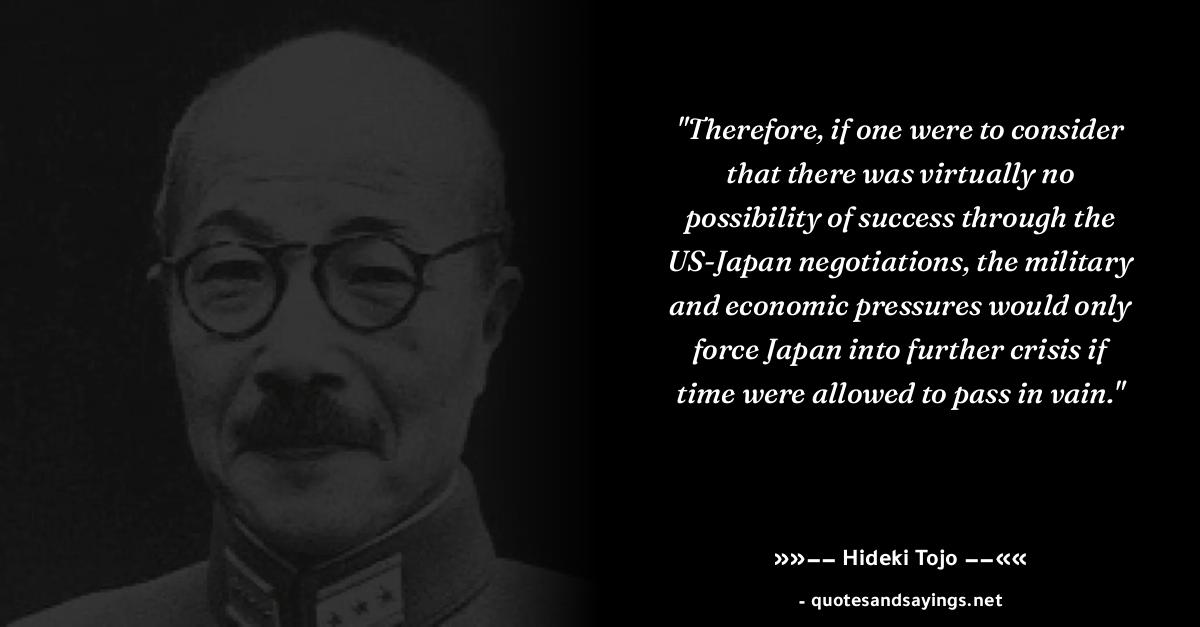 "Therefore, if one were to consider
that there was virtually no
possibility of success through the
US-Japan negotiations, the military
and economic pressures would only
force Japan into further crisis if
time were allowed to pass in vain."
»»–– Hideki Tojo ––««
- quotesandsayings.net